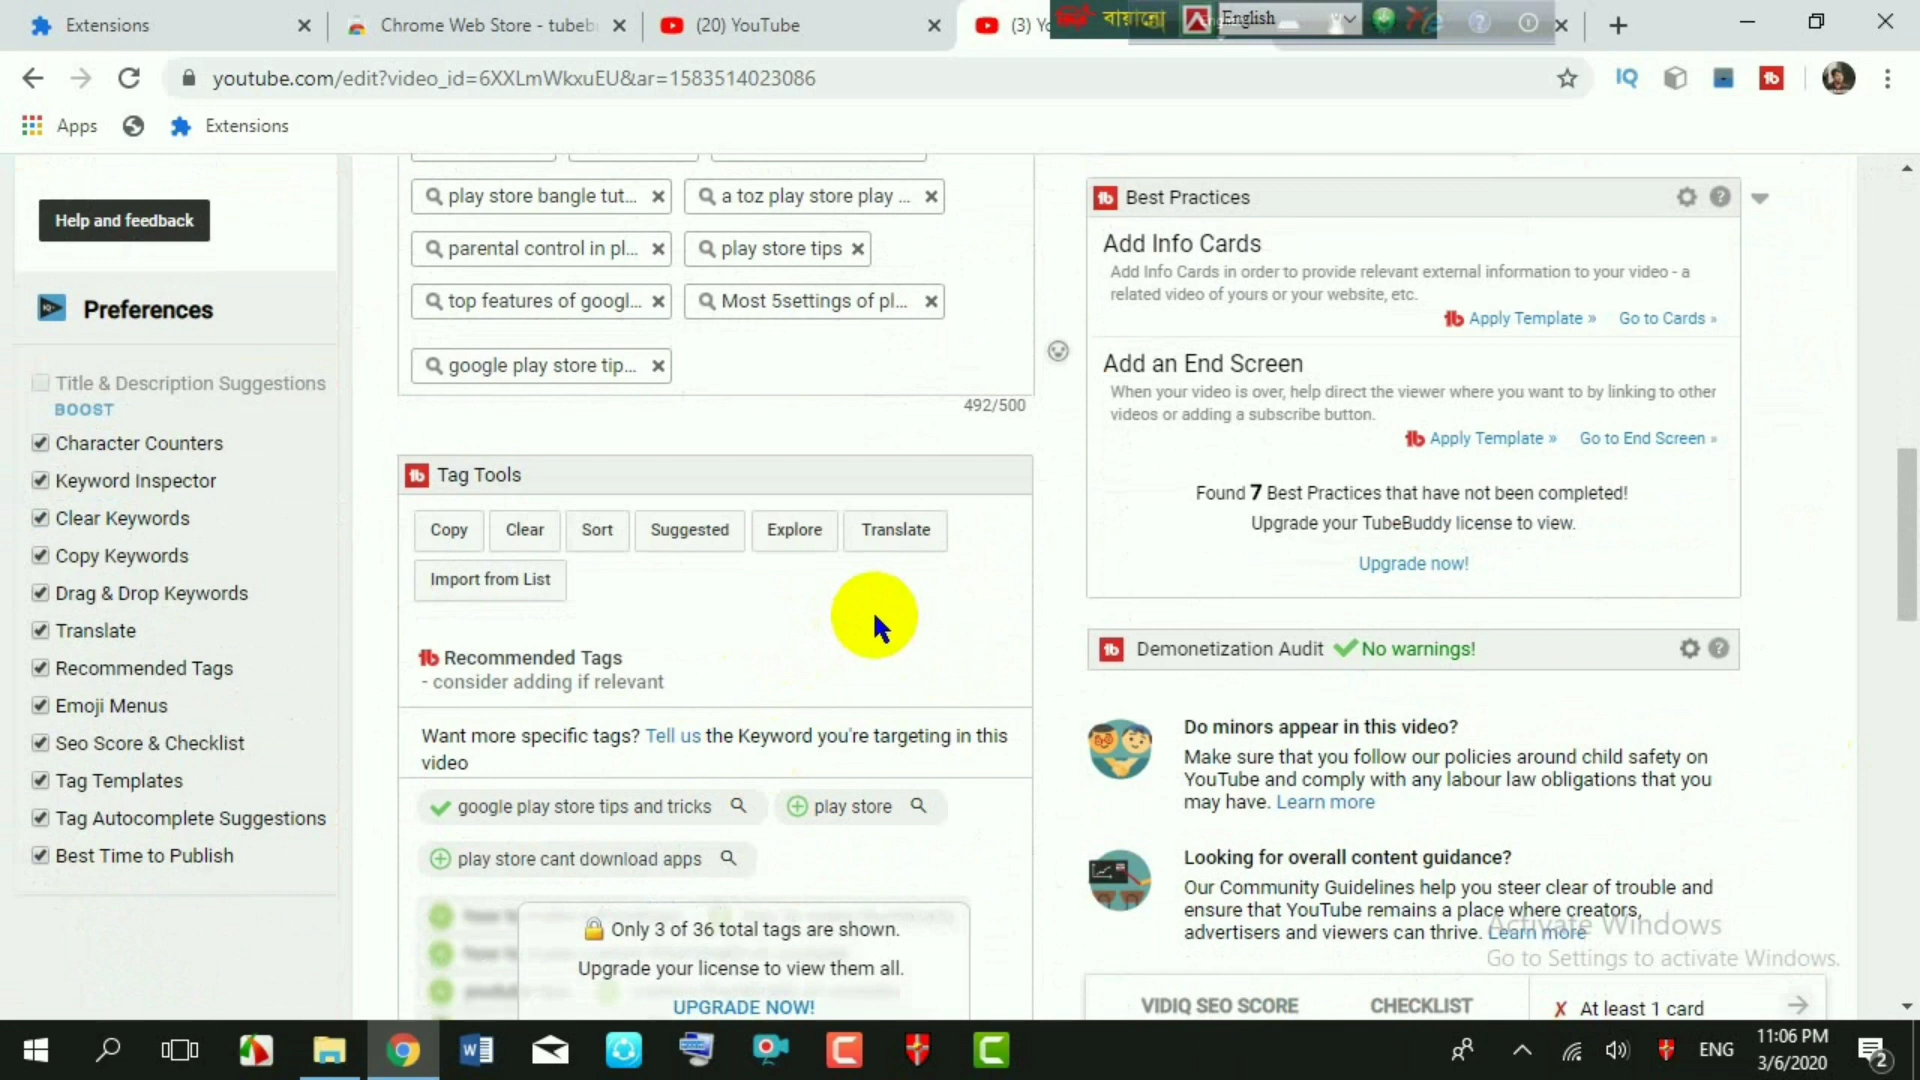 Extensions
Chrome Web Store - tubeb
(20) YouTube
(3) Yo
বায়ান্নো
English
youtube.com/edit?video_id=6XXLmWkxuEU&ar=1583514023086
IQ
Apps
Extensions
Help and feedback
Preferences
Title & Description Suggestions
BOOST
Character Counters
Keyword Inspector
Clear Keywords
Copy Keywords
Drag & Drop Keywords
Translate
Recommended Tags
Emoji Menus
Seo Score & Checklist
Tag Templates
Tag Autocomplete Suggestions
Best Time to Publish
play store bangle tut...
a toz play store play ...
parental control in pl...
play store tips
top features of googl...
Most 5settings of pl...
google play store tip...
492/500
Tag Tools
Copy
Clear
Sort
Suggested
Explore
Translate
Import from List
Recommended Tags
- consider adding if relevant
Want more specific tags? Tell us the Keyword you're targeting in this
video
google play store tips and tricks
play store
play store cant download apps
Only 3 of 36 total tags are shown.
Upgrade your license to view them all.
UPGRADE NOW!
Best Practices
Add Info Cards
Add Info Cards in order to provide relevant external information to your video - a
related video of yours or your website, etc.
Apply Template »
Go to Cards »
Add an End Screen
When your video is over, help direct the viewer where you want to by linking to other
videos or adding a subscribe button.
Apply Template »
Go to End Screen »
Found 7 Best Practices that have not been completed!
Upgrade your TubeBuddy license to view.
Upgrade now!
Demonetization Audit
No warnings!
Do minors appear in this video?
Make sure that you follow our policies around child safety on
YouTube and comply with any labour law obligations that you
may have. Learn more
Looking for overall content guidance?
Our Community Guidelines help you steer clear of trouble and
ensure that YouTube remains a place where creators,
advertisers and viewers can thrive. Learn more
Activate Windows
Go to Settings to activate Windows.
VIDIQ SEO SCORE
CHECKLIST
At least 1 card
ENG
11:06 PM
3/6/2020
2